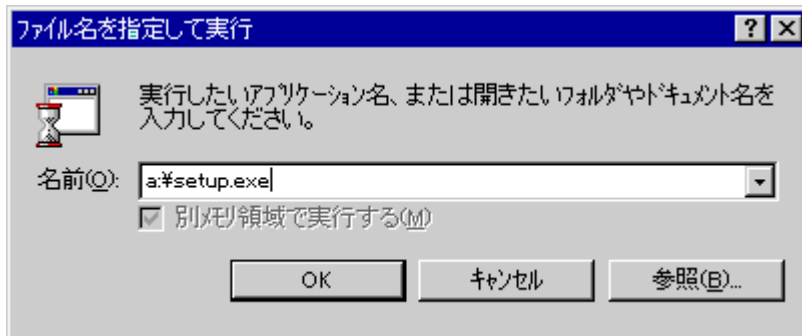 ﾌｧｲﾙ名を指定して実行
実行したいｱﾌﾟﾘｹｰｼｮﾝ名、または開きたいﾌｫﾙﾀﾞやﾄﾞｷｭﾒﾝﾄ名を
入力してください。
名前(O): a:¥setup.exe
別ﾒﾓﾘ領域で実行する(M)
OK ｷｬﾝｾﾙ 参照(B)...